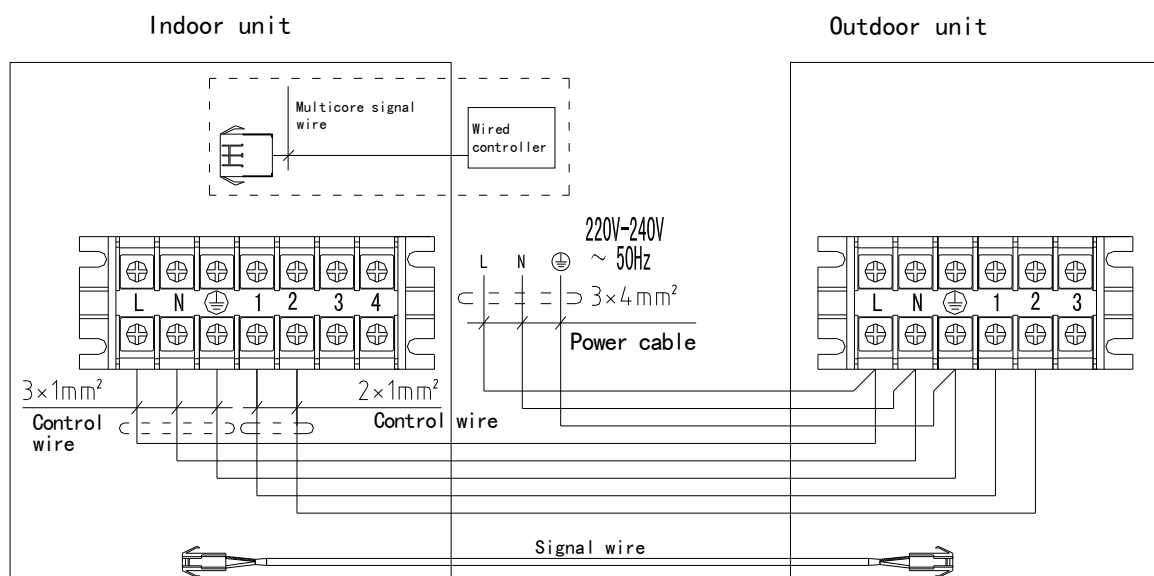 Indoor unit
Outdoor unit
Multicore signal
wire
Wired
controller
220V-240V
~ 50Hz
L N ⏚
3×4mm²
Power cable
L N ⏚ 1 2 3 4
L N ⏚ 1 2 3
3×1mm²
2×1mm²
Control
wire
Control wire
Signal wire